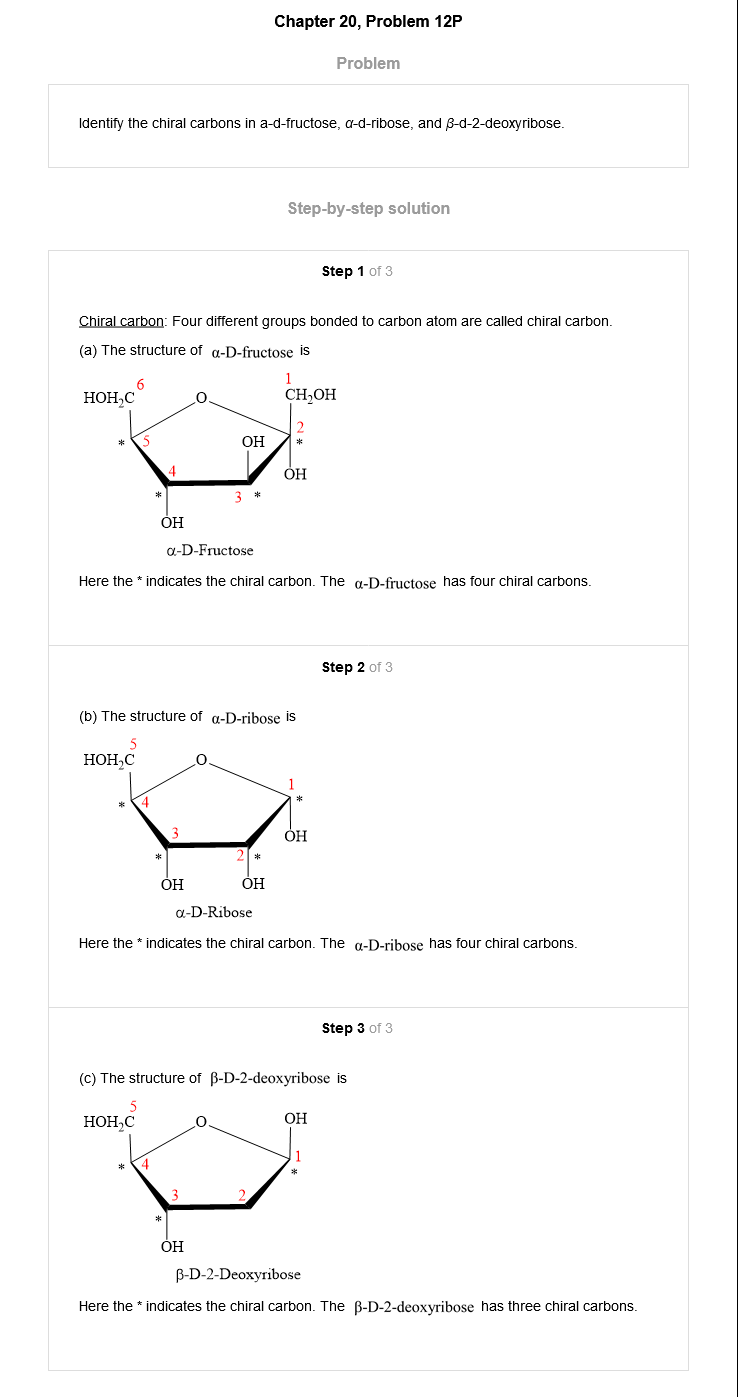 Chapter 20, Problem 12P
Problem
Identify the chiral carbons in a-d-fructose, α-d-ribose, and β-d-2-deoxyribose.
Step-by-step solution
Step 1 of 3
Chiral carbon: Four different groups bonded to carbon atom are called chiral carbon.
(a) The structure of α-D-fructose is
6 1
HOH₂C O CH₂OH
2
* 5 OH *
4 OH
* 3 *
OH
α-D-Fructose
Here the * indicates the chiral carbon. The α-D-fructose has four chiral carbons.
Step 2 of 3
(b) The structure of α-D-ribose is
5
HOH₂C O
1
* 4 *
3 OH
* 2 *
OH OH
α-D-Ribose
Here the * indicates the chiral carbon. The α-D-ribose has four chiral carbons.
Step 3 of 3
(c) The structure of β-D-2-deoxyribose is
5
HOH₂C O OH
1
* 4 *
3 2
*
OH
β-D-2-Deoxyribose
Here the * indicates the chiral carbon. The β-D-2-deoxyribose has three chiral carbons.